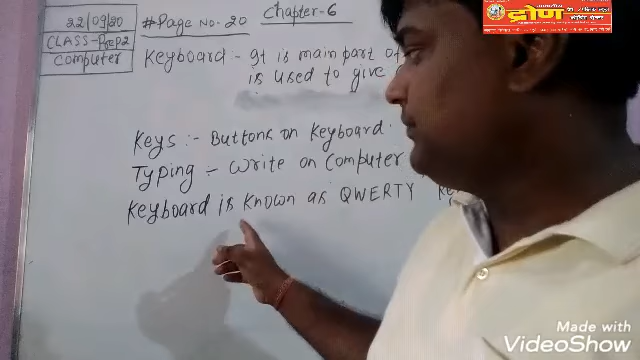 22/09/20
CLASS-PREP2
Computer
#Page No. 20
Chapter-6
Keyboard - It is main part of
is used to give
Keys :- Buttons on Keyboard.
Typing ÷ Write on Computer
Keyboard is known as QWERTY
द्रोण
Made with
VideoShow